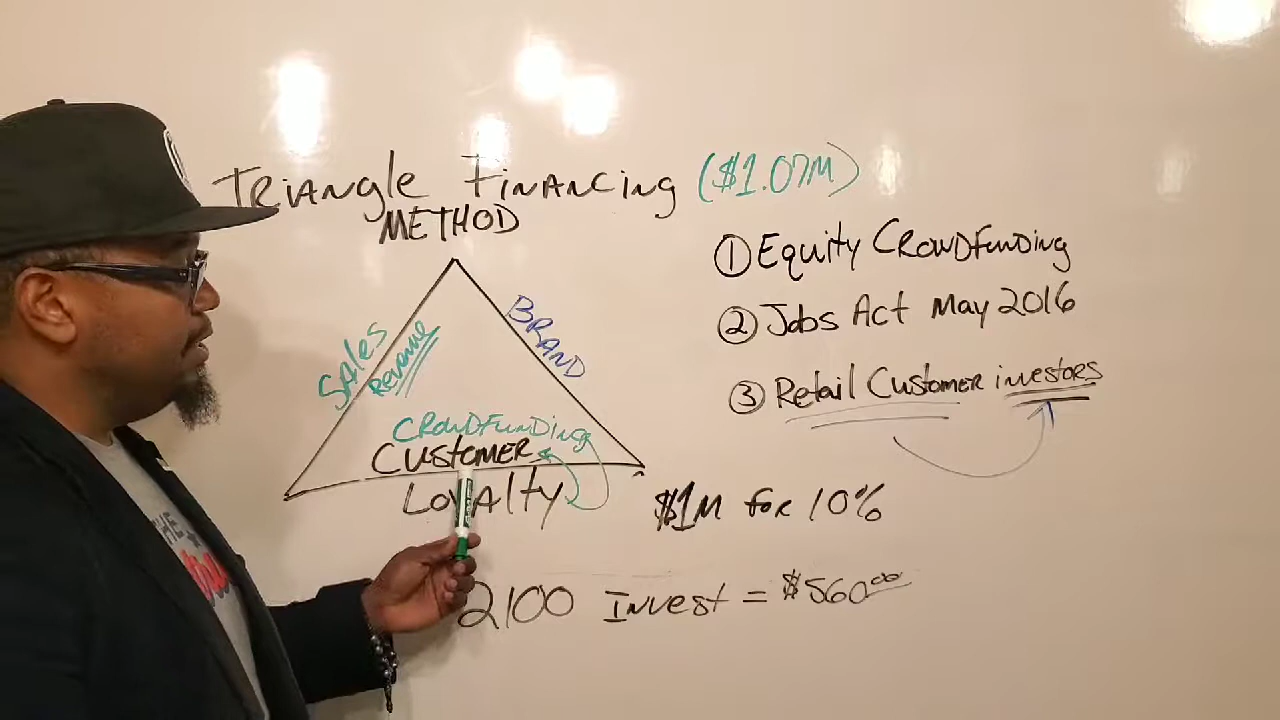 TRIANGLE FINANCING ($1.07M)
METHOD
① Equity CROWDFUNDING
② Jobs Act May 2016
③ Retail Customer investors
SALES
Revenue
BRAND
CROWDFUNDING
CUSTOMER
LOYALTY
$1M for 10%
2100 Invest = $560.00
THE